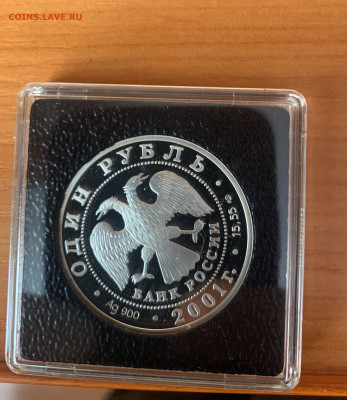 COINS.LAVE.RU
ОДИН РУБЛЬ
БАНК РОССИИ
Ag 900
2001 г.
15,55